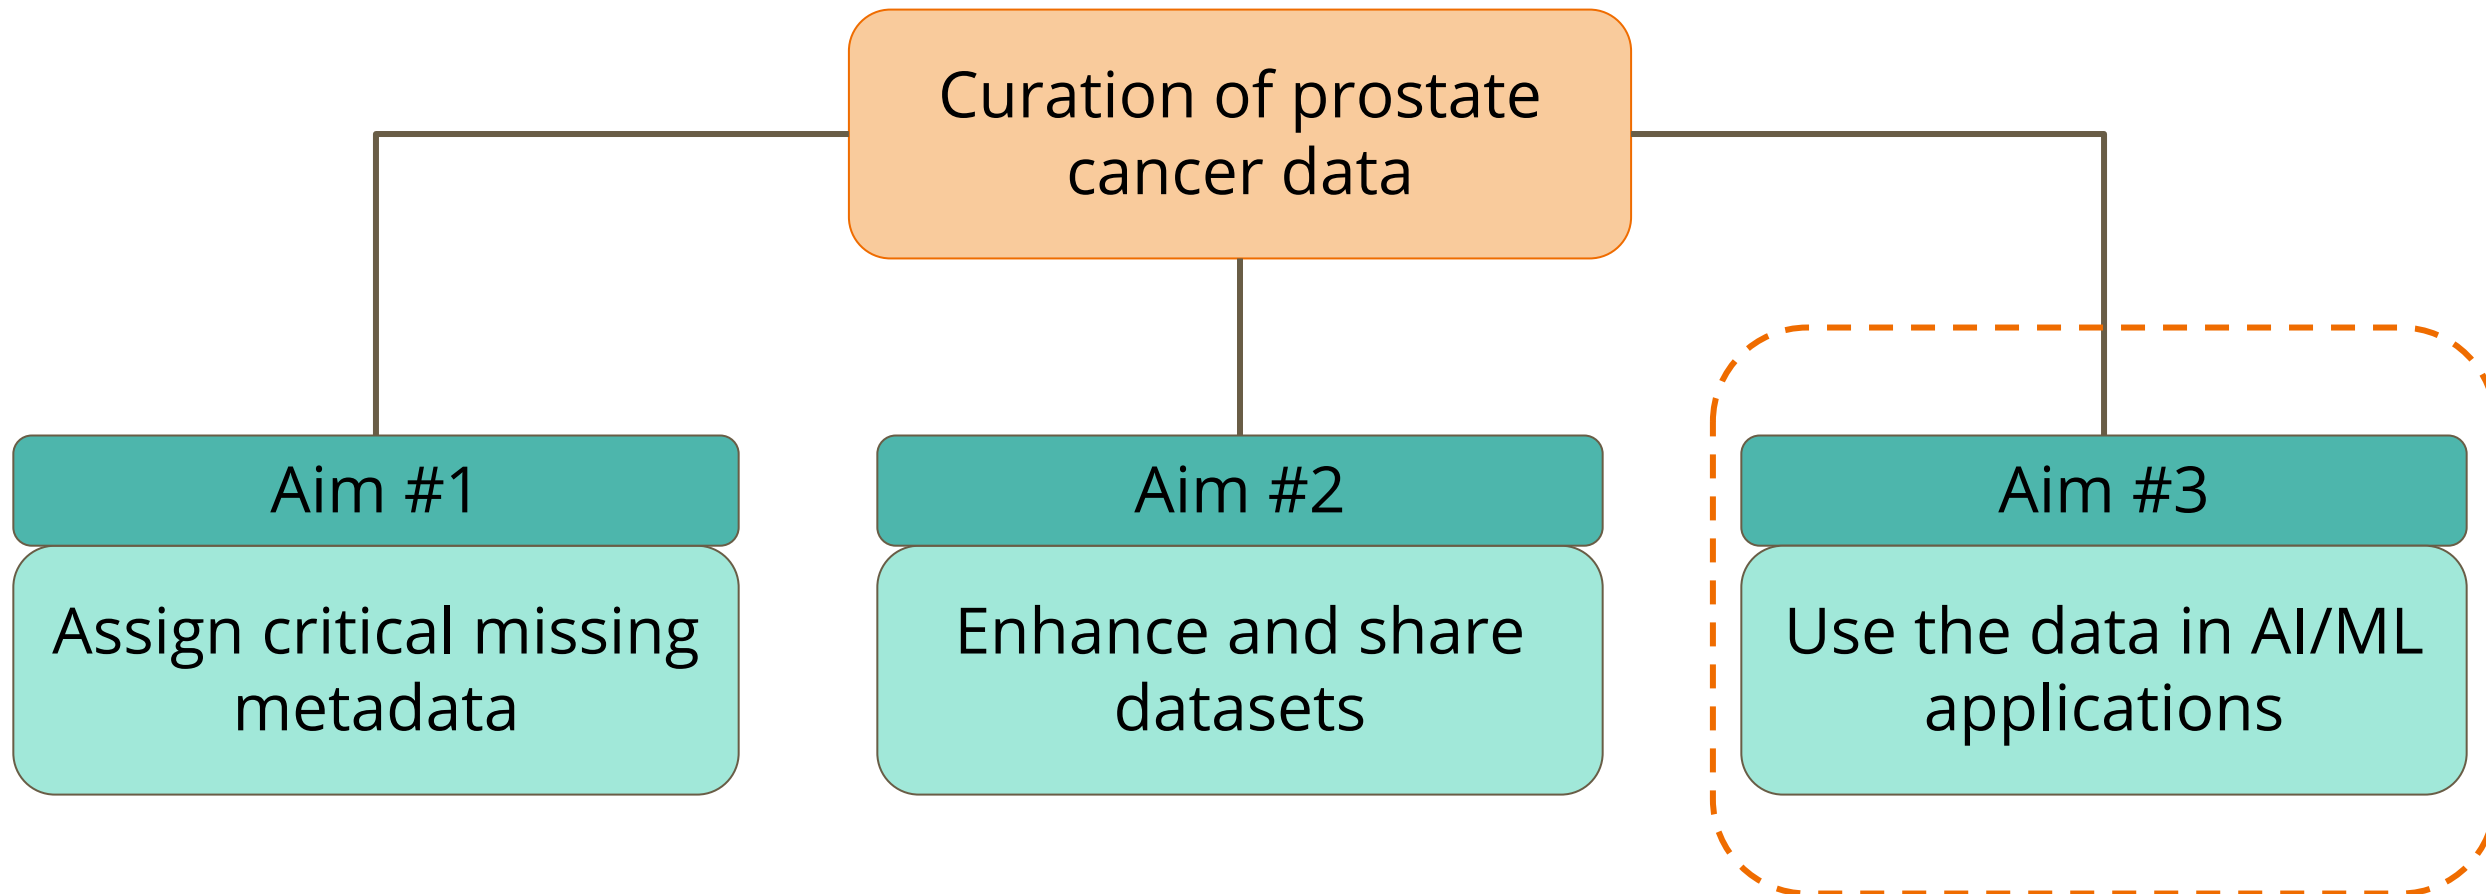 Curation of prostate
cancer data
Aim #1
Assign critical missing
metadata
Aim #2
Enhance and share
datasets
Aim #3
Use the data in AI/ML
applications